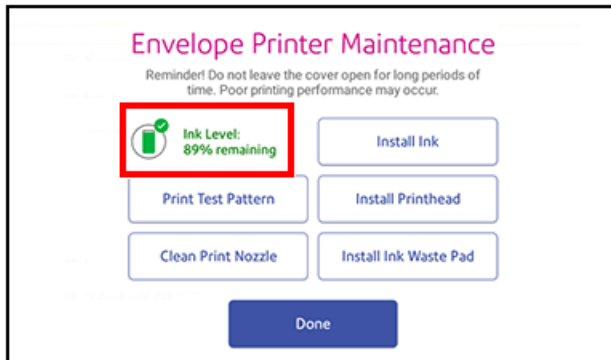 Envelope Printer Maintenance
Reminder! Do not leave the cover open for long periods of
time. Poor printing performance may occur.
Ink Level:
89% remaining
Install Ink
Print Test Pattern
Install Printhead
Clean Print Nozzle
Install Ink Waste Pad
Done